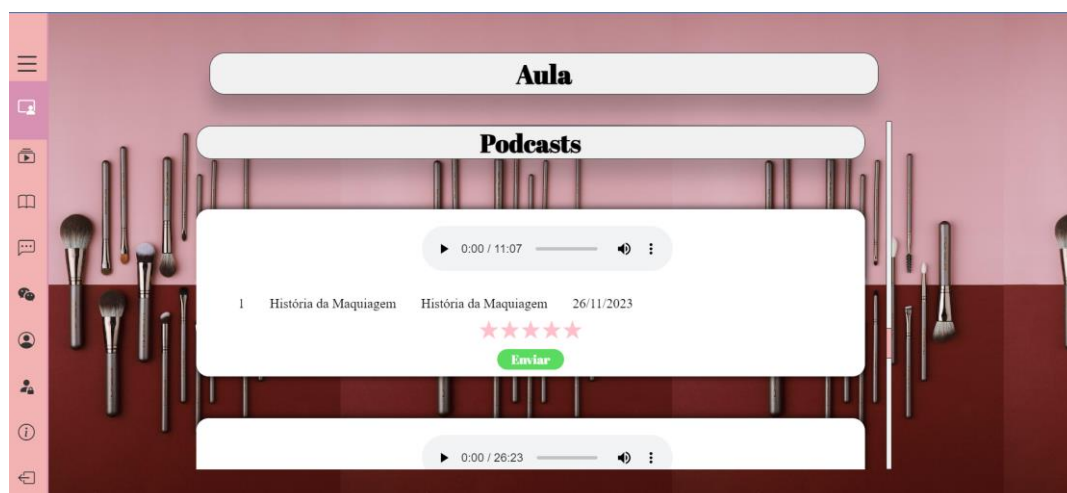 Aula
Podcasts
0:00 / 11:07
1 História da Maquiagem História da Maquiagem 26/11/2023
Enviar
0:00 / 26:23